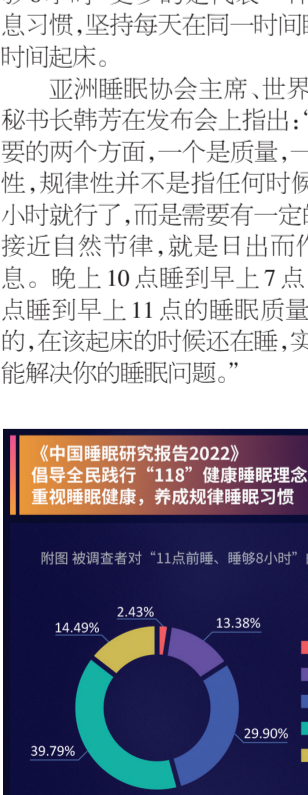 息习惯，坚持每天在同一时间
时间起床。
亚洲睡眠协会主席、世界
秘书长韩芳在发布会上指出：“
要的两个方面，一个是质量，一
性，规律性并不是指任何时候
小时就行了，而是需要有一定的
接近自然节律，就是日出而作
息。晚上10点睡到早上7点
点睡到早上11点的睡眠质量
的，在该起床的时候还在睡，实
能解决你的睡眠问题。”
《中国睡眠研究报告2022》
倡导全民践行“118”健康睡眠理念
重视睡眠健康，养成规律睡眠习惯
附图 被调查者对“11点前睡、睡够8小时”
2.43%
14.49%
13.38%
29.90%
39.79%